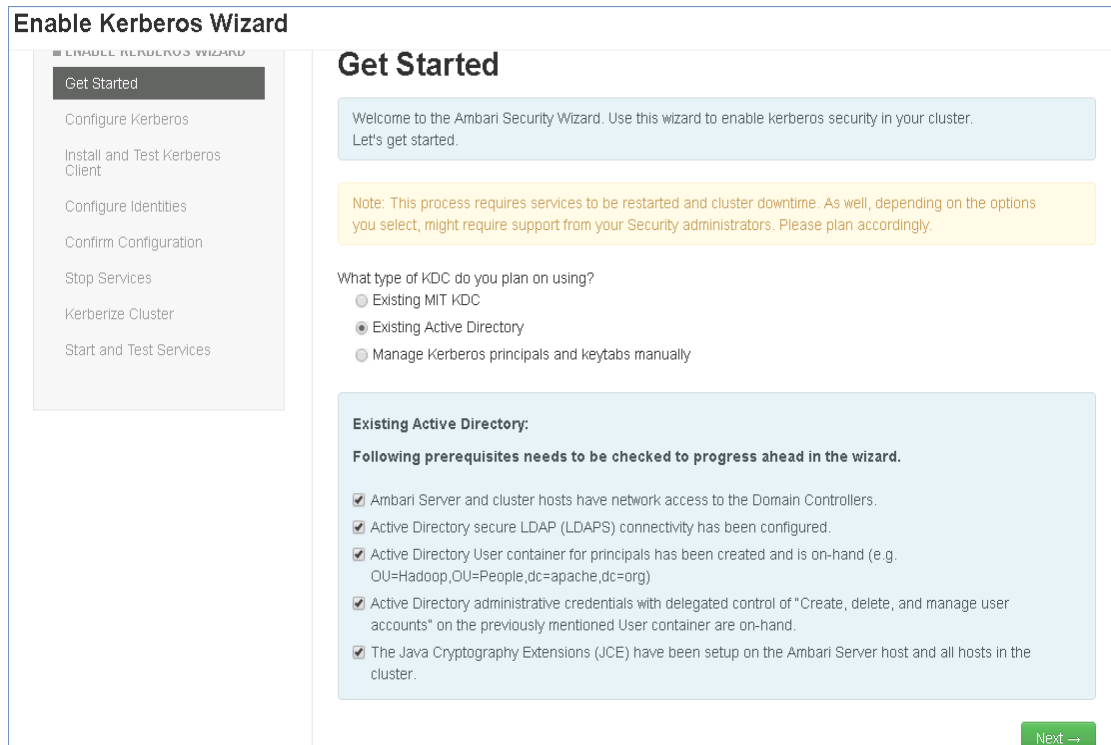 Enable Kerberos Wizard
ENABLE KERBEROS WIZARD
Get Started
Configure Kerberos
Install and Test Kerberos
Client
Configure Identities
Confirm Configuration
Stop Services
Kerberize Cluster
Start and Test Services
Get Started
Welcome to the Ambari Security Wizard. Use this wizard to enable kerberos security in your cluster.
Let's get started.
Note: This process requires services to be restarted and cluster downtime. As well, depending on the options
you select, might require support from your Security administrators. Please plan accordingly.
What type of KDC do you plan on using?
Existing MIT KDC
Existing Active Directory
Manage Kerberos principals and keytabs manually
Existing Active Directory:
Following prerequisites needs to be checked to progress ahead in the wizard.
Ambari Server and cluster hosts have network access to the Domain Controllers.
Active Directory secure LDAP (LDAPS) connectivity has been configured.
Active Directory User container for principals has been created and is on-hand (e.g.
OU=Hadoop,OU=People,dc=apache,dc=org)
Active Directory administrative credentials with delegated control of "Create, delete, and manage user
accounts" on the previously mentioned User container are on-hand.
The Java Cryptography Extensions (JCE) have been setup on the Ambari Server host and all hosts in the
cluster.
Next →